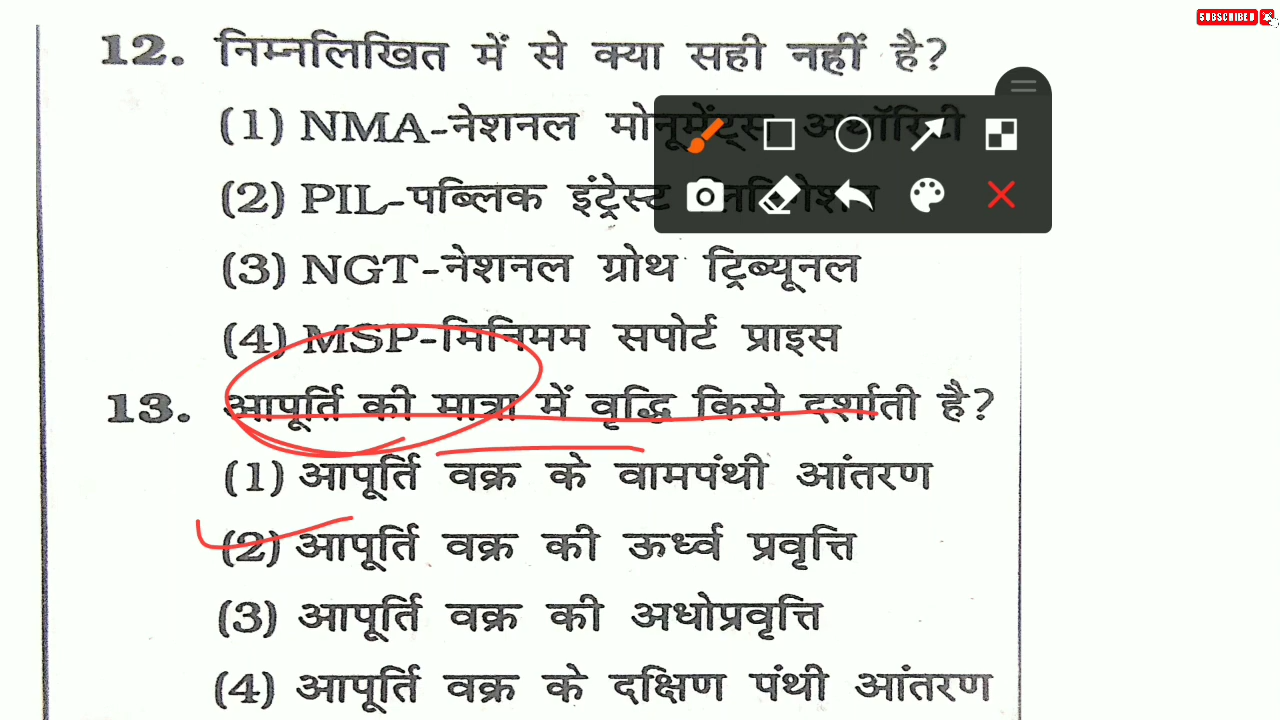 SUBSCRIBED
12. निम्नलिखित में से क्या सही नहीं है?
(1) NMA-नेशनल मोनूमेंट्स अथॉरिटी
(2) PIL-पब्लिक इंट्रेस्ट लिटिगेशन
(3) NGT-नेशनल ग्रोथ ट्रिब्यूनल
(4) MSP-मिनिमम सपोर्ट प्राइस
13. आपूर्ति की मात्रा में वृद्धि किसे दर्शाती है?
(1) आपूर्ति वक्र के वामपंथी आंतरण
(2) आपूर्ति वक्र की ऊर्ध्व प्रवृत्ति
(3) आपूर्ति वक्र की अधोप्रवृत्ति
(4) आपूर्ति वक्र के दक्षिण पंथी आंतरण